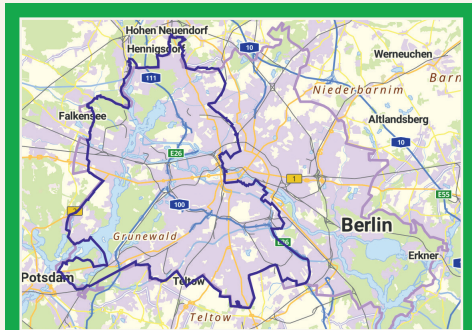 Hohen Neuendorf
Hennigsdorf
10
Werneuchen
111
Niederbarnim
Barn
Falkensee
Altlandsberg
10
E26
1
E55
100
Berlin
Grunewald
E36
Erkner
Potsdam
Teltow
Teltow